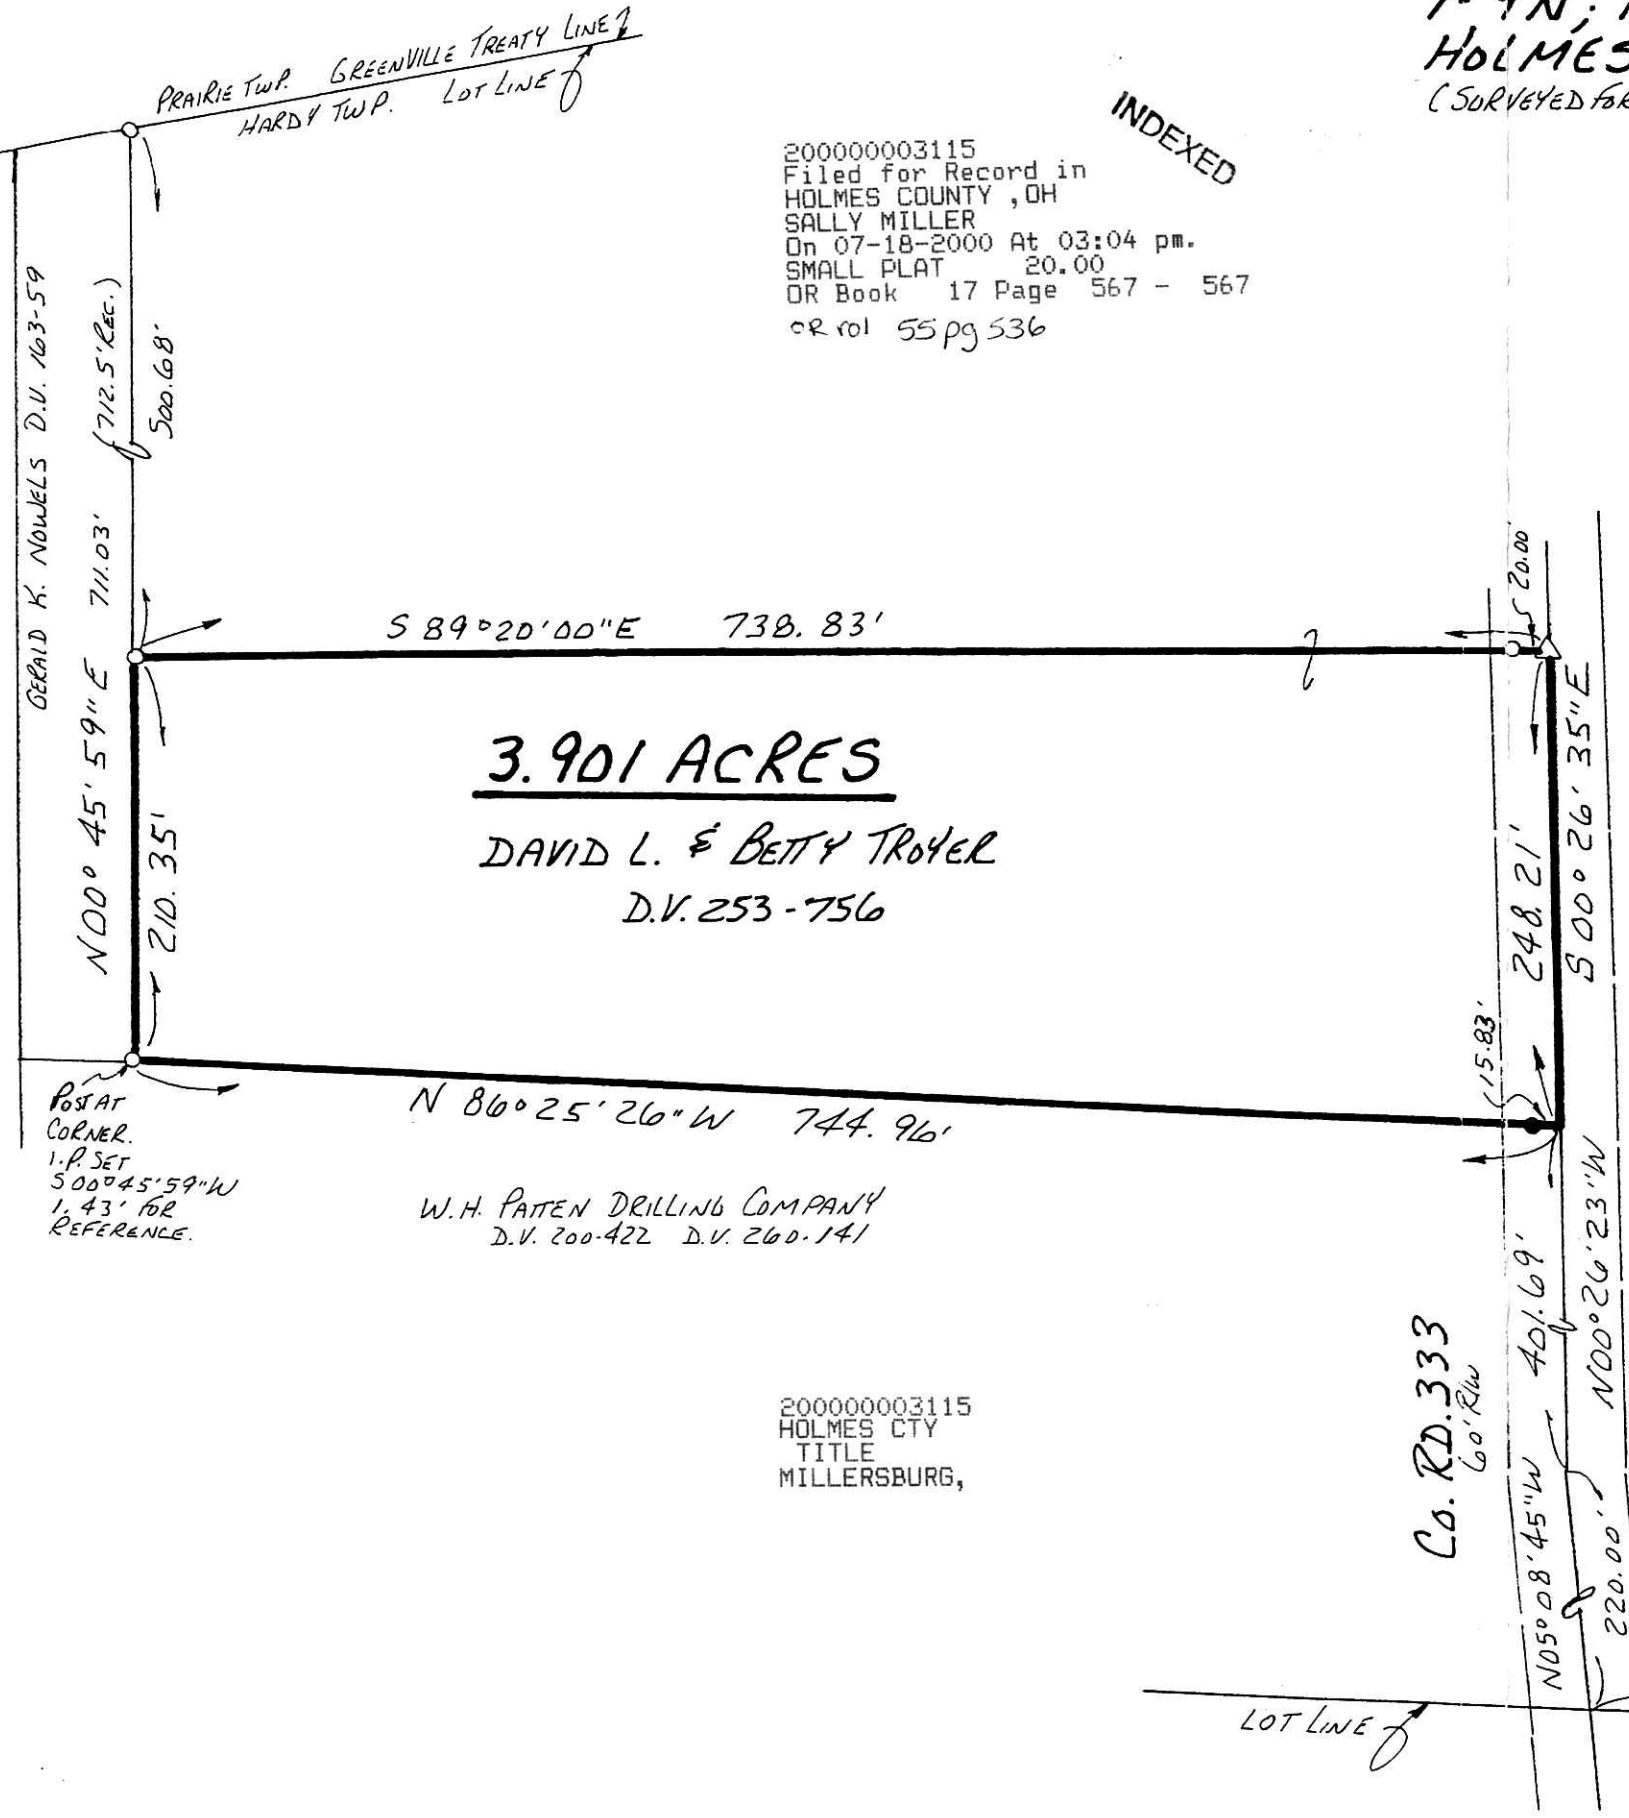 HOLMES
(SURVEYED FOR
PRAIRIE TWP. GREENVILLE TREATY LINE
HARDY TWP. LOT LINE
INDEXED
200000003115
Filed for Record in
HOLMES COUNTY ,OH
SALLY MILLER
On 07-18-2000 At 03:04 pm.
SMALL PLAT 20.00
OR Book 17 Page 567 - 567
OR vol 55 pg 536
GERALD K. NOWELS D.V. 163-59
N00° 45' 59" E 711.03' (712.5' REC.)
500.68'
S 89°20'00"E 738.83'
20.00
3.901 ACRES
DAVID L. & BETTY TROYER
D.V. 253-756
210.35'
248.21'
S 00° 26' 35" E
15.83'
N 86°25'26"W 744.96'
POST AT
CORNER.
I.P. SET
S 00°45'59"W
1.43' FOR
REFERENCE.
W.H. PATTEN DRILLING COMPANY
D.V. 200-422 D.V. 260-141
200000003115
HOLMES CTY
TITLE
MILLERSBURG,
CO. RD. 333
60' R/W
N05°08'45"W 401.69'
220.00' N00°26'23"W
LOT LINE